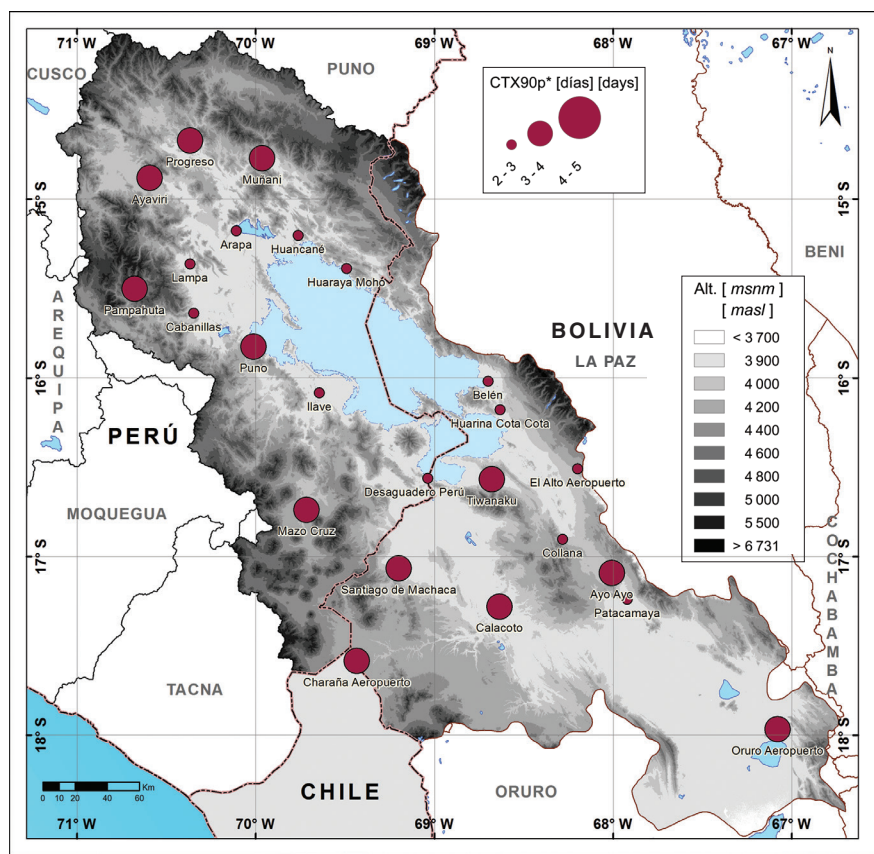 71° W
70° W
69° W
68° W
67° W
CUSCO
PUNO
N
CTX90p* [días] [days]
2 - 3
3 - 4
4 - 5
Progreso
Muñani
Ayaviri
15° S
15° S
Arapa
Huancané
BENI
Lampa
Huaraya Moho
Pampahuta
Cabanillas
Alt. [ msnm ]
[ masl ]
< 3 700
3 900
4 000
4 200
4 400
4 600
4 800
5 000
5 500
> 6 731
AREQUIPA
Puno
BOLIVIA
LA PAZ
16° S
16° S
Ilave
Belén
Huarina Cota Cota
PERÚ
Desaguadero Perú
Tiwanaku
El Alto Aeropuerto
MOQUEGUA
Mazo Cruz
Collana
COCHABAMBA
17° S
17° S
Santiago de Machaca
Ayo Ayo
Patacamaya
Calacoto
Charaña Aeropuerto
TACNA
18° S
18° S
Oruro Aeropuerto
Km
0 10 20 40 60
CHILE
ORURO
71° W
70° W
69° W
68° W
67° W